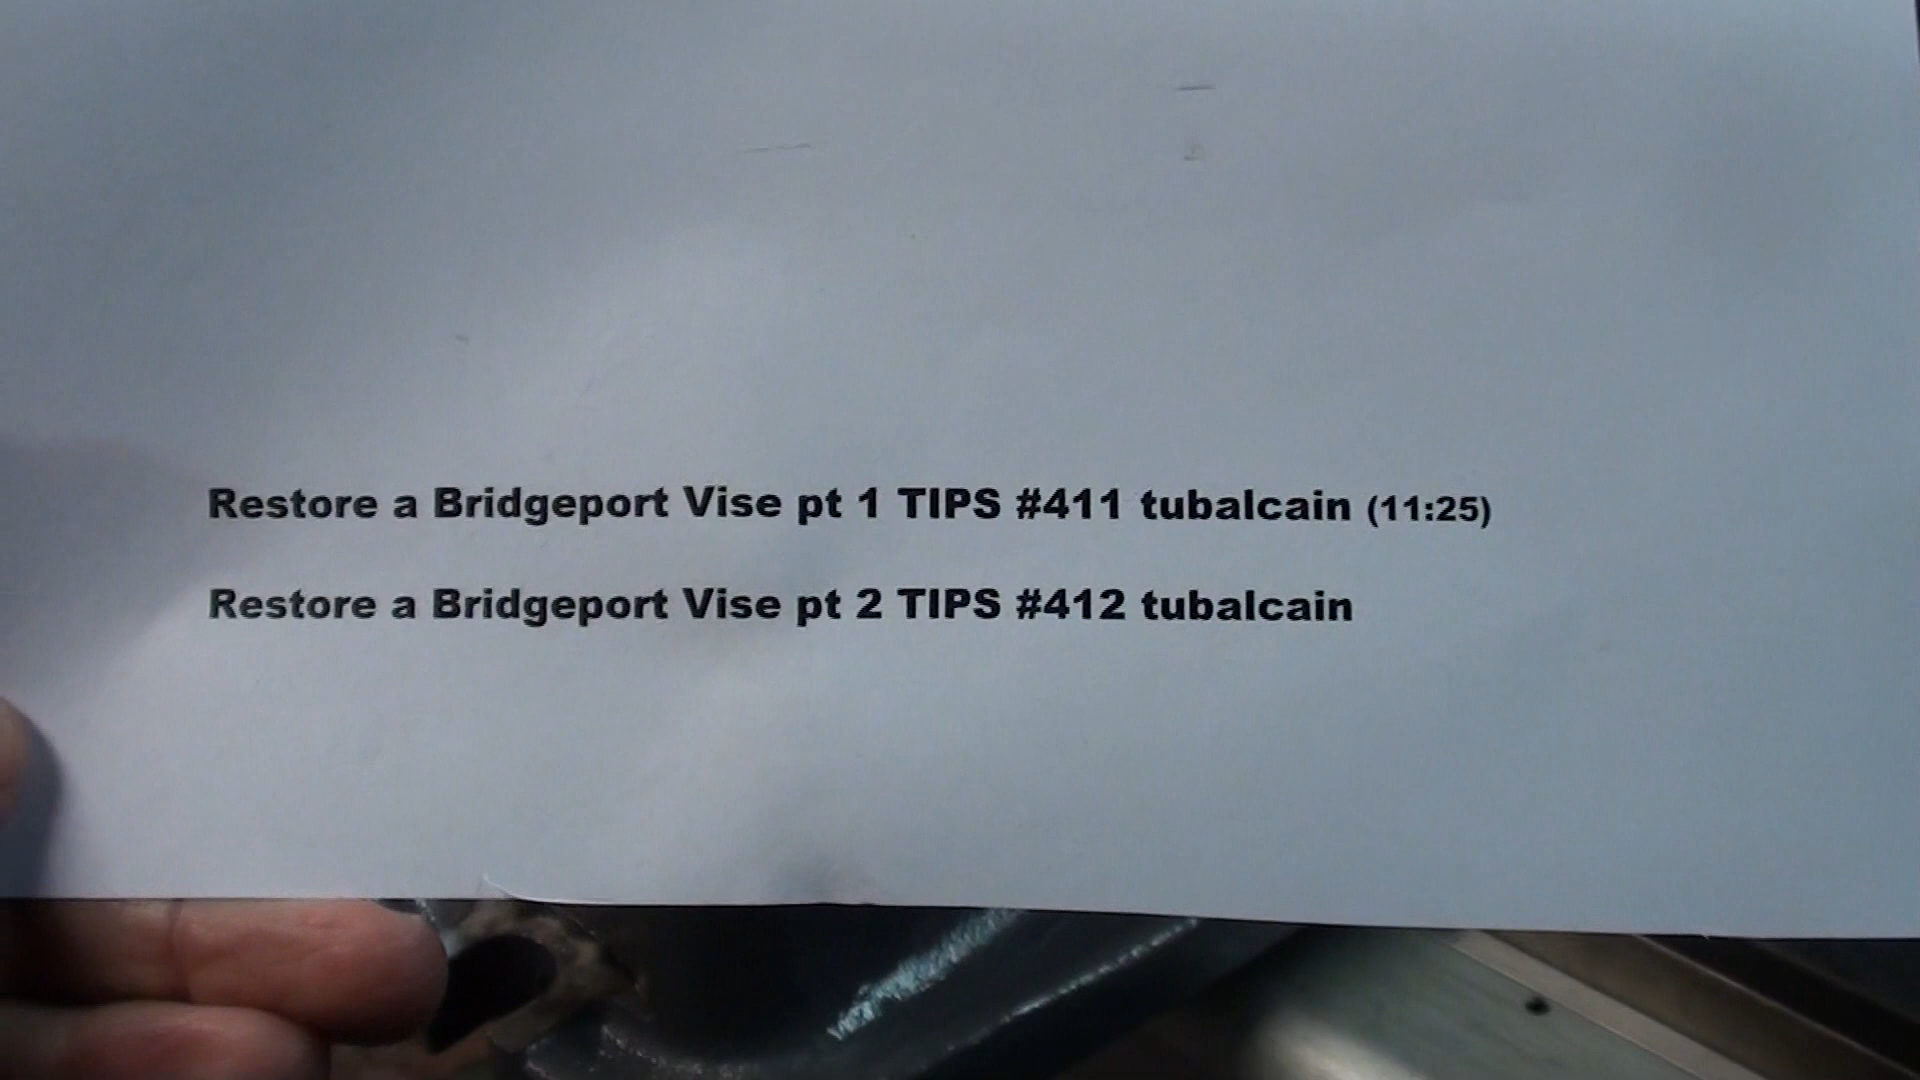 Restore a Bridgeport Vise pt 1 TIPS #411 tubalcain (11:25)
Restore a Bridgeport Vise pt 2 TIPS #412 tubalcain